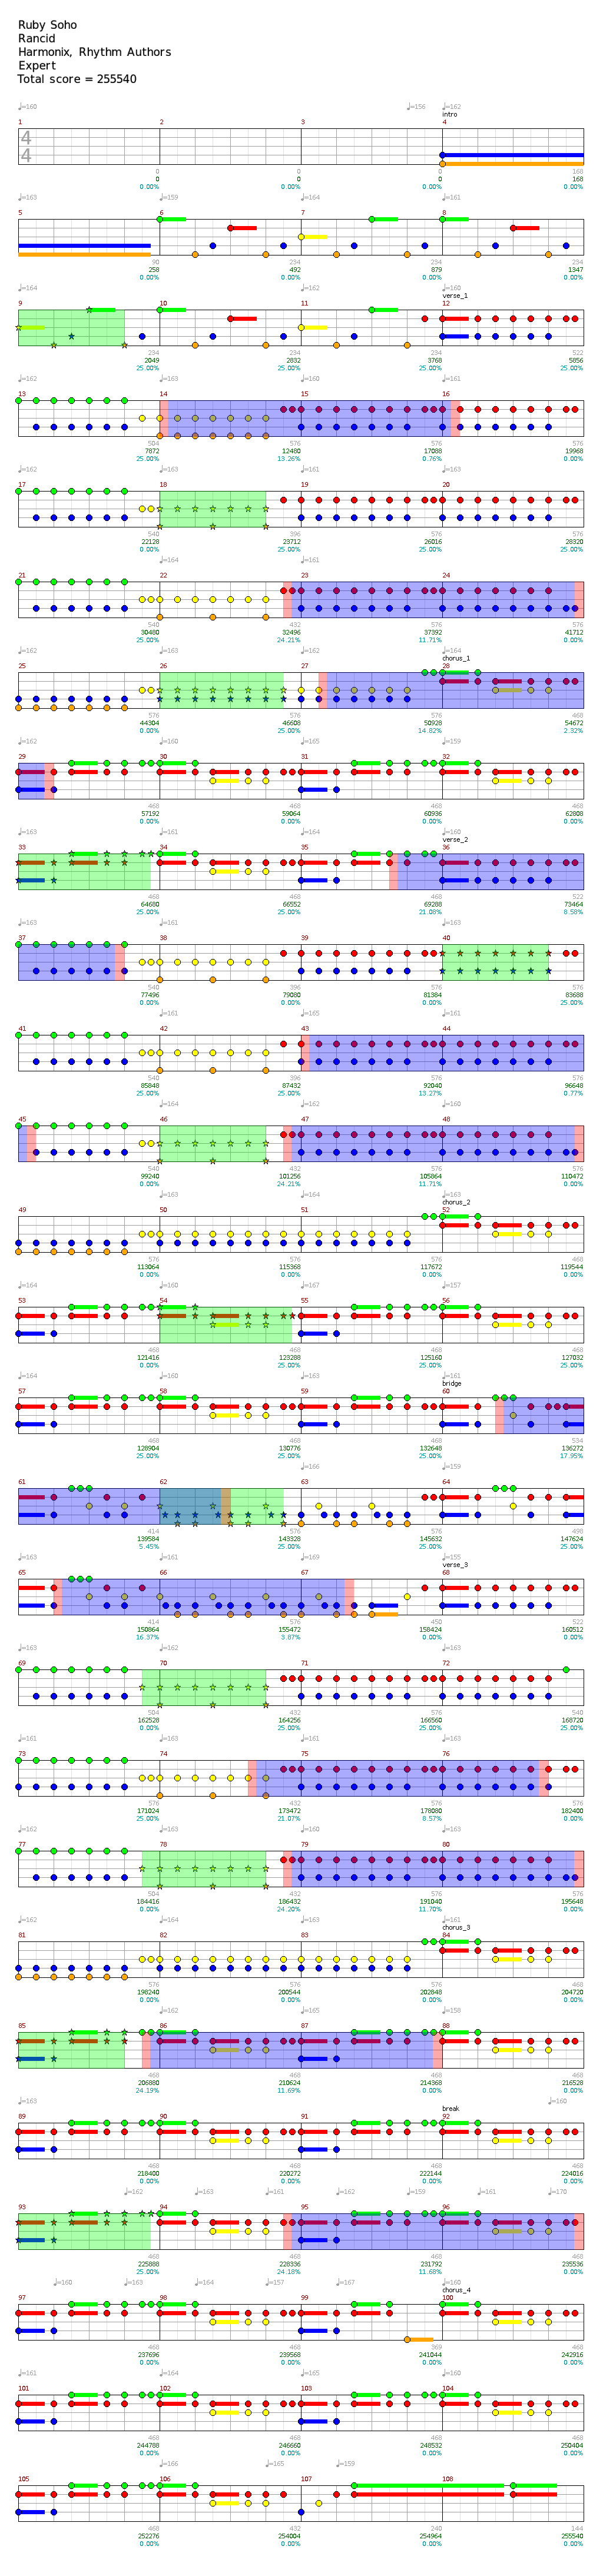 Ruby Soho
Rancid
Harmonix, Rhythm Authors
Expert
Total score = 255540
♩=160 ♩=156 ♩=162
intro
1 2 3 4
4
4
0 0 168
0 0 168
0.00% 0.00% 0.00%
♩=163 ♩=159 ♩=164 ♩=161
5 6 7 8
90 234 234 234
258 492 879 1347
0.00% 0.00% 0.00% 0.00%
♩=164 ♩=160 ♩=162
verse_1
9 10 11 12
234 234 234 522
2049 2832 3768 5856
25.00% 25.00% 25.00% 25.00%
♩=162 ♩=163 ♩=160 ♩=161
13 14 15 16
504 576 576 576
7872 12480 17088 19968
25.00% 13.26% 0.76% 0.00%
♩=162 ♩=163 ♩=161 ♩=163
17 18 19 20
540 396 576 576
22128 23712 26016 28320
0.00% 25.00% 25.00% 25.00%
♩=164 ♩=161
21 22 23 24
540 432 576 576
30480 32496 37392 41712
25.00% 24.21% 11.71% 0.00%
♩=162 ♩=163 ♩=162 ♩=164
chorus_1
25 26 27 28
576 576 576 468
44304 46608 50928 54672
0.00% 25.00% 14.82% 2.32%
♩=162 ♩=160 ♩=165 ♩=159
29 30 31 32
468 468 468 468
57192 59064 60936 62808
0.00% 0.00% 0.00% 0.00%
♩=163 ♩=161 ♩=164 ♩=160
verse_2
33 34 35 36
468 468 468 522
64680 66552 69288 73464
25.00% 25.00% 21.08% 8.58%
♩=163 ♩=161 ♩=163
37 38 39 40
540 396 576 576
77496 79080 81384 83688
0.00% 0.00% 0.00% 25.00%
♩=161 ♩=161 ♩=165 ♩=161
41 42 43 44
540 396 576 576
85848 87432 92040 96648
25.00% 25.00% 13.27% 0.77%
♩=164 ♩=162 ♩=160
45 46 47 48
540 432 576 576
99240 101256 105864 110472
0.00% 24.21% 11.71% 0.00%
♩=163 ♩=164 ♩=163
chorus_2
49 50 51 52
576 576 576 468
113064 115368 117672 119544
0.00% 0.00% 0.00% 0.00%
♩=164 ♩=160 ♩=167 ♩=157
53 54 55 56
468 468 468 468
121416 123288 125160 127032
0.00% 25.00% 25.00% 25.00%
♩=164 ♩=160 ♩=163 ♩=161
bridge
57 58 59 60
468 468 468 534
128904 130776 132648 136272
25.00% 25.00% 25.00% 17.95%
♩=166 ♩=159
61 62 63 64
414 576 576 498
139584 143328 145632 147624
5.45% 25.00% 25.00% 25.00%
♩=163 ♩=161 ♩=169
verse_3
65 66 67 68
414 576 450 522
150864 155472 158424 160512
16.37% 3.87% 0.00% 0.00%
♩=163 ♩=162 ♩=163
69 70 71 72
504 432 576 540
162528 164256 166560 168720
0.00% 25.00% 25.00% 25.00%
♩=161 ♩=163 ♩=161 ♩=163
73 74 75 76
576 432 576 576
171024 173472 178080 182400
25.00% 21.07% 8.57% 0.00%
♩=162 ♩=163 ♩=160 ♩=163
77 78 79 80
504 432 576 576
184416 186432 191040 195648
0.00% 24.20% 11.70% 0.00%
♩=162 ♩=164 ♩=163
chorus_3
81 82 83 84
576 576 576 468
198240 200544 202848 204720
0.00% 0.00% 0.00% 0.00%
♩=162 ♩=165 ♩=158
85 86 87 88
468 468 468 468
206880 210624 214368 216528
24.19% 11.69% 0.00% 0.00%
♩=163 ♩=160
break
89 90 91 92
468 468 468 468
218400 220272 222144 224016
0.00% 0.00% 0.00% 0.00%
♩=162 ♩=163 ♩=161 ♩=162 ♩=159 ♩=161 ♩=170
93 94 95 96
468 468 468 468
225888 228336 231792 235536
25.00% 24.18% 11.68% 0.00%
♩=160 ♩=163 ♩=164 ♩=157 ♩=167 ♩=160
chorus_4
97 98 99 100
468 468 369 468
237696 239568 241044 242916
0.00% 0.00% 0.00% 0.00%
♩=161 ♩=162 ♩=165 ♩=160
101 102 103 104
468 468 468 468
244788 246660 248532 250404
0.00% 0.00% 0.00% 0.00%
♩=166 ♩=165 ♩=159
105 106 107 108
468 432 240 144
252276 254004 254964 255540
0.00% 0.00% 0.00% 0.00%